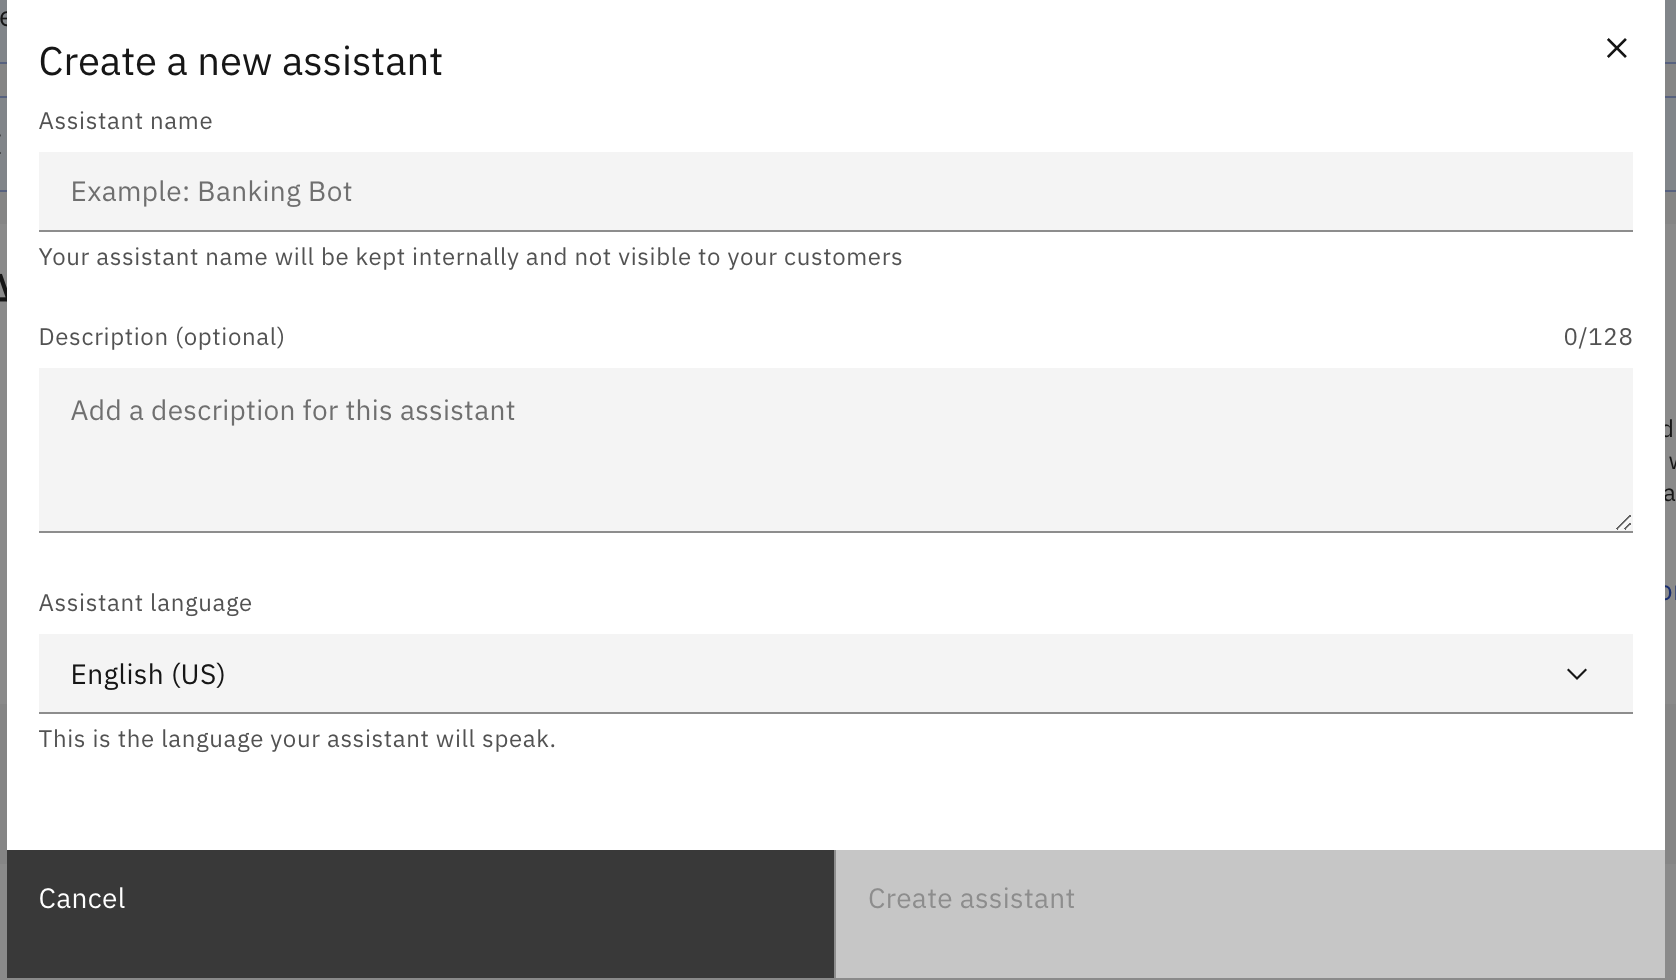 Create a new assistant
Assistant name
Example: Banking Bot
Your assistant name will be kept internally and not visible to your customers
Description (optional)
0/128
Add a description for this assistant
Assistant language
English (US)
This is the language your assistant will speak.
Cancel
Create assistant